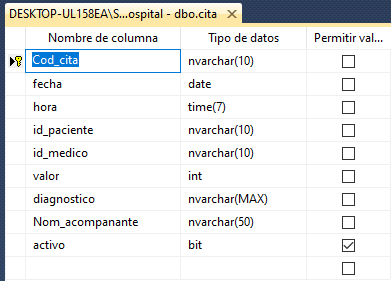 DESKTOP-UL158EA\S...ospital - dbo.cita
Nombre de columna Tipo de datos Permitir val...
Cod_cita nvarchar(10)
fecha date
hora time(7)
id_paciente nvarchar(10)
id_medico nvarchar(10)
valor int
diagnostico nvarchar(MAX)
Nom_acompanante nvarchar(50)
activo bit